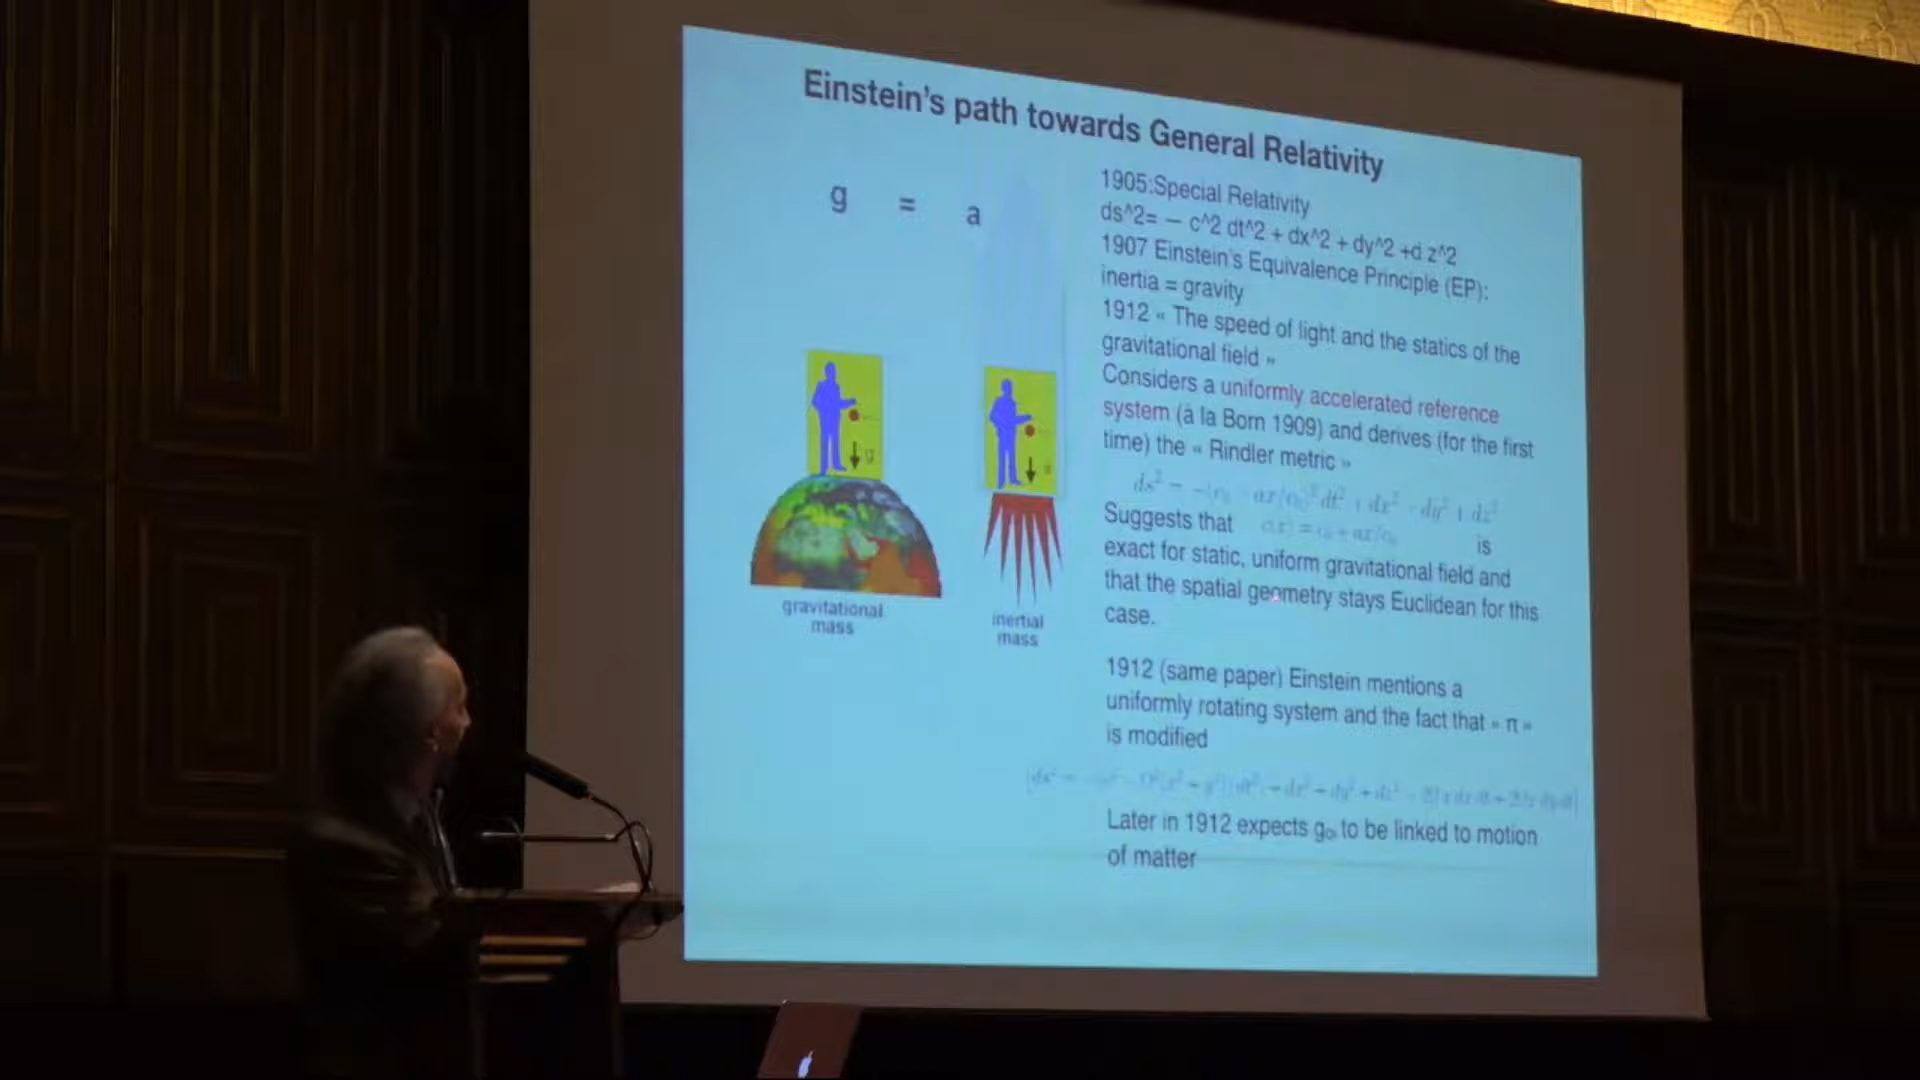 Einstein's path towards General Relativity
g = a
g
a
gravitational
mass
inertial
mass
1905:Special Relativity
ds^2= – c^2 dt^2 + dx^2 + dy^2 +d z^2
1907 Einstein's Equivalence Principle (EP):
inertia = gravity
1912 « The speed of light and the statics of the
gravitational field »
Considers a uniformly accelerated reference
system (à la Born 1909) and derives (for the first
time) the « Rindler metric »
Suggests that is
exact for static, uniform gravitational field and
that the spatial geometry stays Euclidean for this
case.
1912 (same paper) Einstein mentions a
uniformly rotating system and the fact that « π »
is modified
Later in 1912 expects g₀ᵢ to be linked to motion
of matter